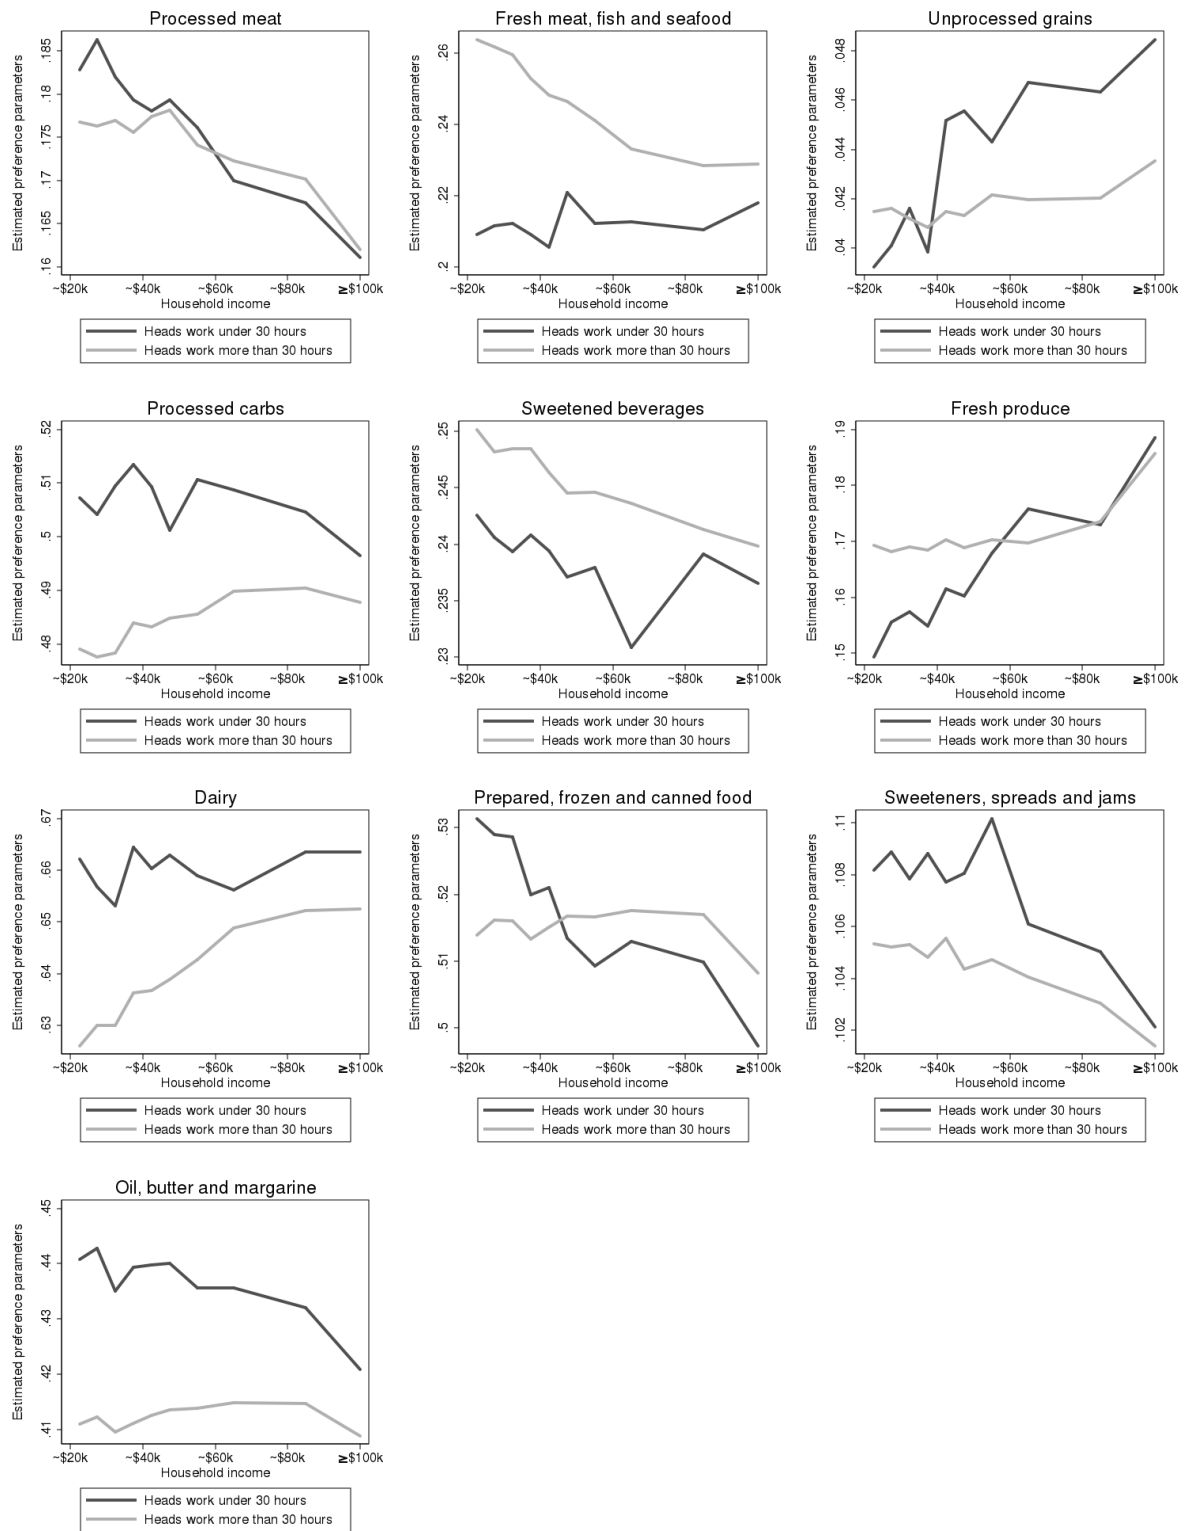 Processed meat
Estimated preference parameters
.185
.18
.175
.17
.165
.16
~$20k ~$40k ~$60k ~$80k ≥$100k
Household income
Heads work under 30 hours
Heads work more than 30 hours
Fresh meat, fish and seafood
Estimated preference parameters
.26
.24
.22
.2
~$20k ~$40k ~$60k ~$80k ≥$100k
Household income
Heads work under 30 hours
Heads work more than 30 hours
Unprocessed grains
Estimated preference parameters
.048
.046
.044
.042
.04
~$20k ~$40k ~$60k ~$80k ≥$100k
Household income
Heads work under 30 hours
Heads work more than 30 hours
Processed carbs
Estimated preference parameters
.52
.51
.5
.49
.48
~$20k ~$40k ~$60k ~$80k ≥$100k
Household income
Heads work under 30 hours
Heads work more than 30 hours
Sweetened beverages
Estimated preference parameters
.25
.245
.24
.235
.23
~$20k ~$40k ~$60k ~$80k ≥$100k
Household income
Heads work under 30 hours
Heads work more than 30 hours
Fresh produce
Estimated preference parameters
.19
.18
.17
.16
.15
~$20k ~$40k ~$60k ~$80k ≥$100k
Household income
Heads work under 30 hours
Heads work more than 30 hours
Dairy
Estimated preference parameters
.67
.66
.65
.64
.63
~$20k ~$40k ~$60k ~$80k ≥$100k
Household income
Heads work under 30 hours
Heads work more than 30 hours
Prepared, frozen and canned food
Estimated preference parameters
.53
.52
.51
.5
~$20k ~$40k ~$60k ~$80k ≥$100k
Household income
Heads work under 30 hours
Heads work more than 30 hours
Sweeteners, spreads and jams
Estimated preference parameters
.11
.108
.106
.104
.102
~$20k ~$40k ~$60k ~$80k ≥$100k
Household income
Heads work under 30 hours
Heads work more than 30 hours
Oil, butter and margarine
Estimated preference parameters
.45
.44
.43
.42
.41
~$20k ~$40k ~$60k ~$80k ≥$100k
Household income
Heads work under 30 hours
Heads work more than 30 hours